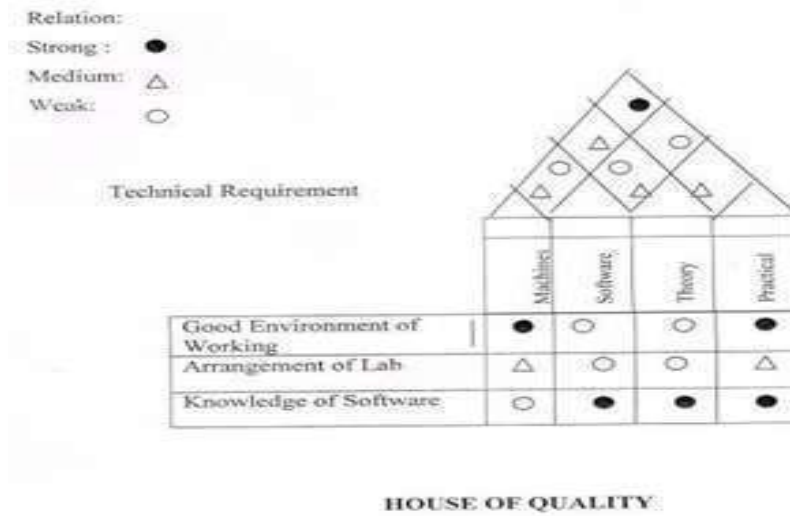 Relation:
Strong :
Medium:
Weak:
Technical Requirement
Machines
Software
Theory
Practical
Good Environment of
Working
Arrangement of Lab
Knowledge of Software
HOUSE OF QUALITY